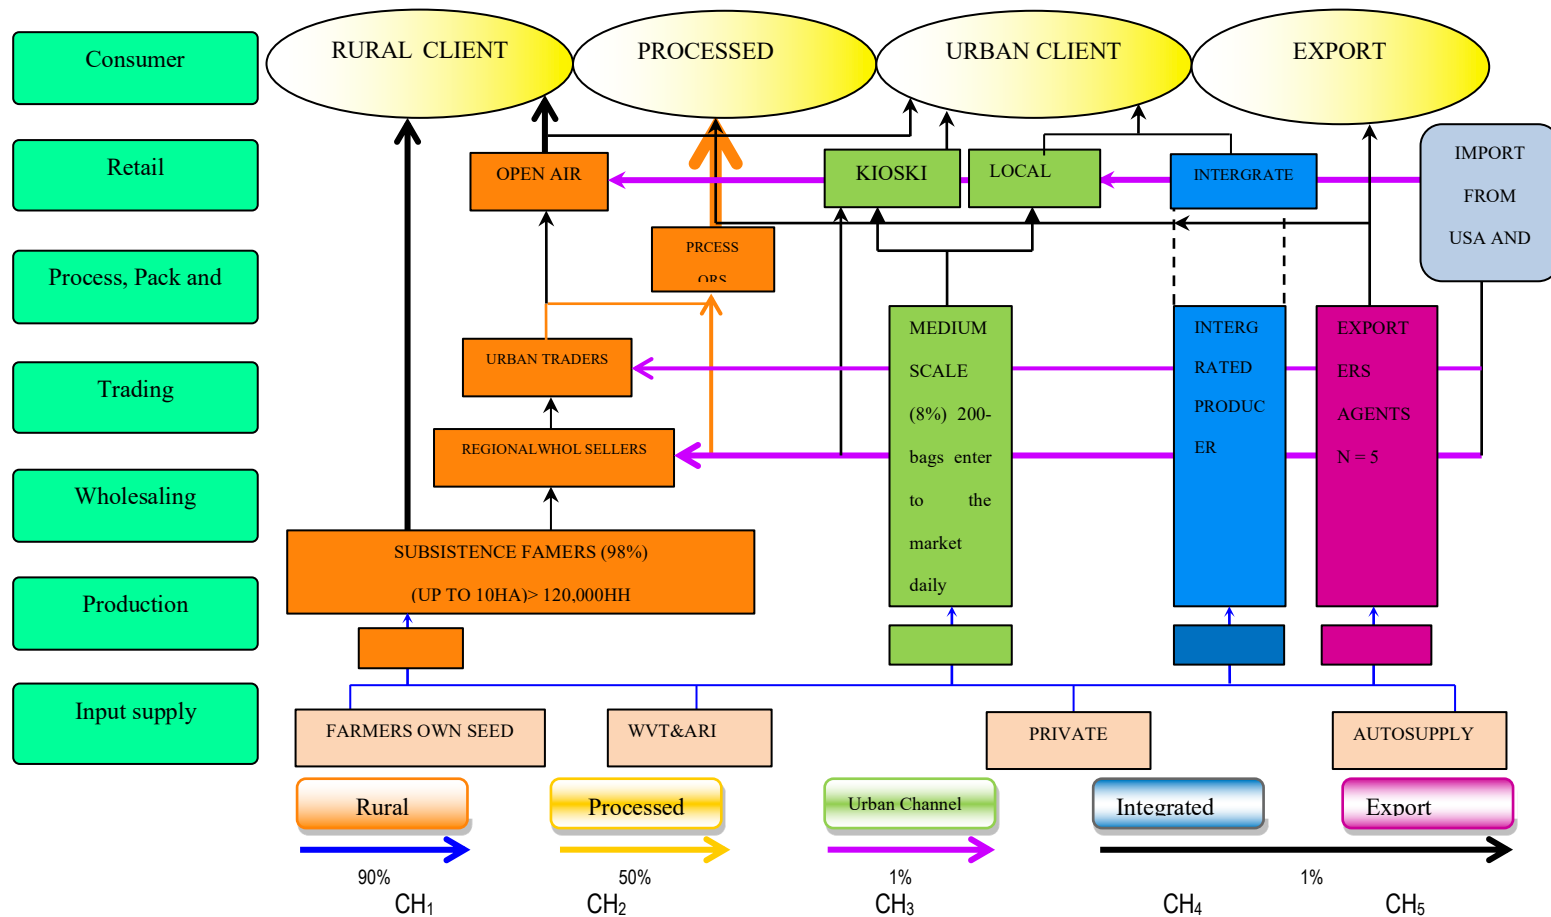 Consumer
RURAL CLIENT
PROCESSED
URBAN CLIENT
EXPORT
Retail
OPEN AIR
KIOSKI
LOCAL
INTERGRATE
IMPORT
FROM
USA AND
Process, Pack and
PRCESS
ORS
Trading
URBAN TRADERS
REGIONALWHOL SELLERS
MEDIUM
SCALE
(8%) 200-
bags enter
to the
market
daily
INTERG
RATED
PRODUC
ER
EXPORT
ERS
AGENTS
N = 5
Wholesaling
Production
SUBSISTENCE FAMERS (98%)
(UP TO 10HA)> 120,000HH
Input supply
FARMERS OWN SEED
WVT&ARI
PRIVATE
AUTOSUPPLY
Rural
Processed
Urban Channel
Integrated
Export
90%
50%
1%
1%
CH1
CH2
CH3
CH4
CH5